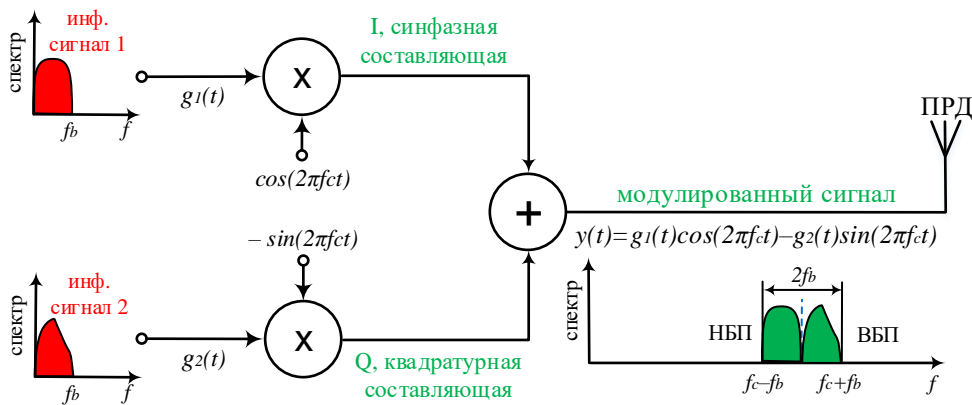 инф.
сигнал 1
спектр
fb
f
g1(t)
X
cos(2πfct)
I, синфазная
составляющая
– sin(2πfct)
инф.
сигнал 2
спектр
fb
f
g2(t)
X
Q, квадратурная
составляющая
+
ПРД
модулированный сигнал
y(t)=g1(t)cos(2πfct)–g2(t)sin(2πfct)
спектр
2fb
НБП
ВБП
fc–fb
fc+fb
f